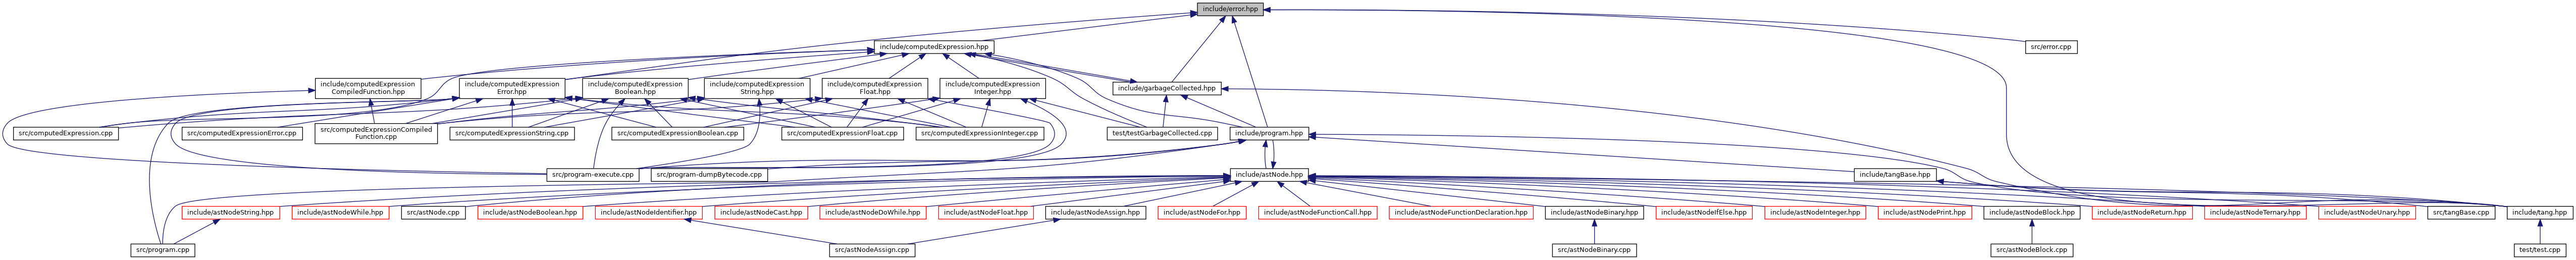 include/error.hpp
include/computedExpression.hpp
src/error.cpp
include/computedExpression
CompiledFunction.hpp
include/computedExpression
Error.hpp
include/computedExpression
Boolean.hpp
include/computedExpression
String.hpp
include/computedExpression
Float.hpp
include/computedExpression
Integer.hpp
include/garbageCollected.hpp
src/computedExpression.cpp
src/computedExpressionError.cpp
src/computedExpressionCompiled
Function.cpp
src/computedExpressionString.cpp
src/computedExpressionBoolean.cpp
src/computedExpressionFloat.cpp
src/computedExpressionInteger.cpp
test/testGarbageCollected.cpp
include/program.hpp
src/program-execute.cpp
src/program-dumpBytecode.cpp
include/astNode.hpp
include/tangBase.hpp
include/astNodeString.hpp
include/astNodeWhile.hpp
src/astNode.cpp
include/astNodeBoolean.hpp
include/astNodeIdentifier.hpp
include/astNodeCast.hpp
include/astNodeDoWhile.hpp
include/astNodeFloat.hpp
include/astNodeAssign.hpp
include/astNodeFor.hpp
include/astNodeFunctionCall.hpp
include/astNodeFunctionDeclaration.hpp
include/astNodeBinary.hpp
include/astNodeIfElse.hpp
include/astNodeInteger.hpp
include/astNodePrint.hpp
include/astNodeBlock.hpp
include/astNodeReturn.hpp
include/astNodeTernary.hpp
include/astNodeUnary.hpp
src/tangBase.cpp
include/tang.hpp
src/program.cpp
src/astNodeAssign.cpp
src/astNodeBinary.cpp
src/astNodeBlock.cpp
test/test.cpp